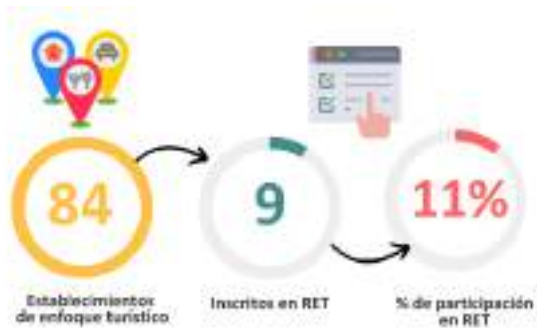 84
9
11%
Establecimientos
de enfoque turístico
Inscritos en RET
% de participación
en RET